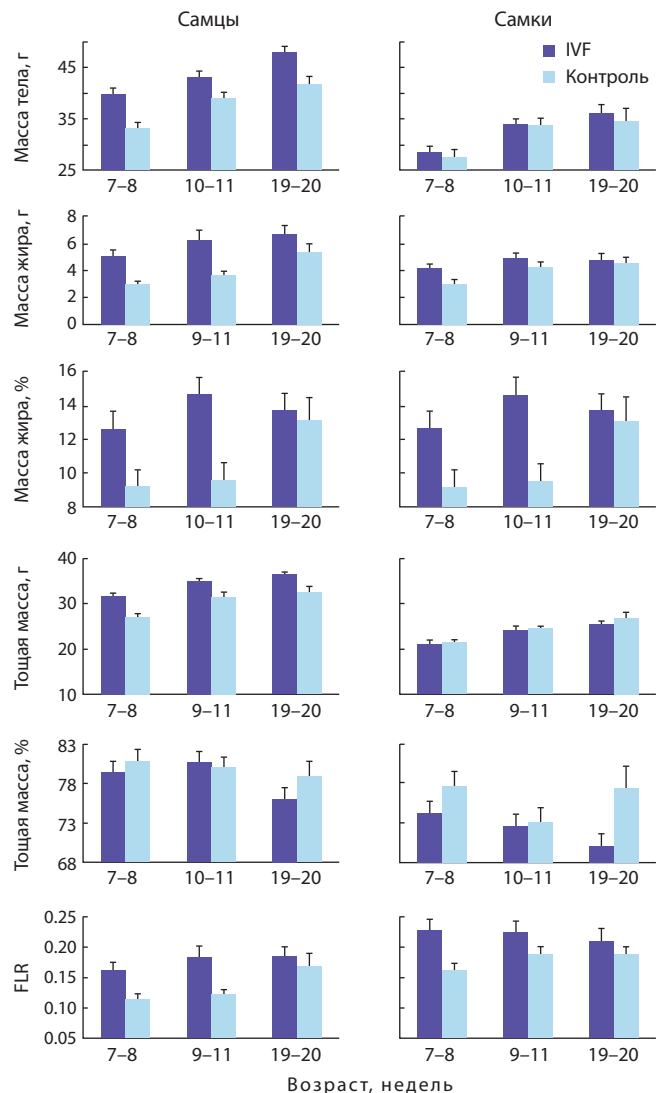 Самцы Самки
IVF
Контроль
Масса тела, г
45
35
25
7–8 10–11 19–20 7–8 10–11 19–20
Масса жира, г
8
6
4
2
0
7–8 9–11 19–20 7–8 9–11 19–20
Масса жира, %
16
14
12
10
8
7–8 10–11 19–20 7–8 10–11 19–20
Тощая масса, г
40
30
20
10
7–8 9–11 19–20 7–8 9–11 19–20
Тощая масса, %
83
78
73
68
7–8 10–11 19–20 7–8 10–11 19–20
FLR
0.25
0.20
0.15
0.10
0.05
7–8 9–11 19–20 7–8 9–11 19–20
Возраст, недель